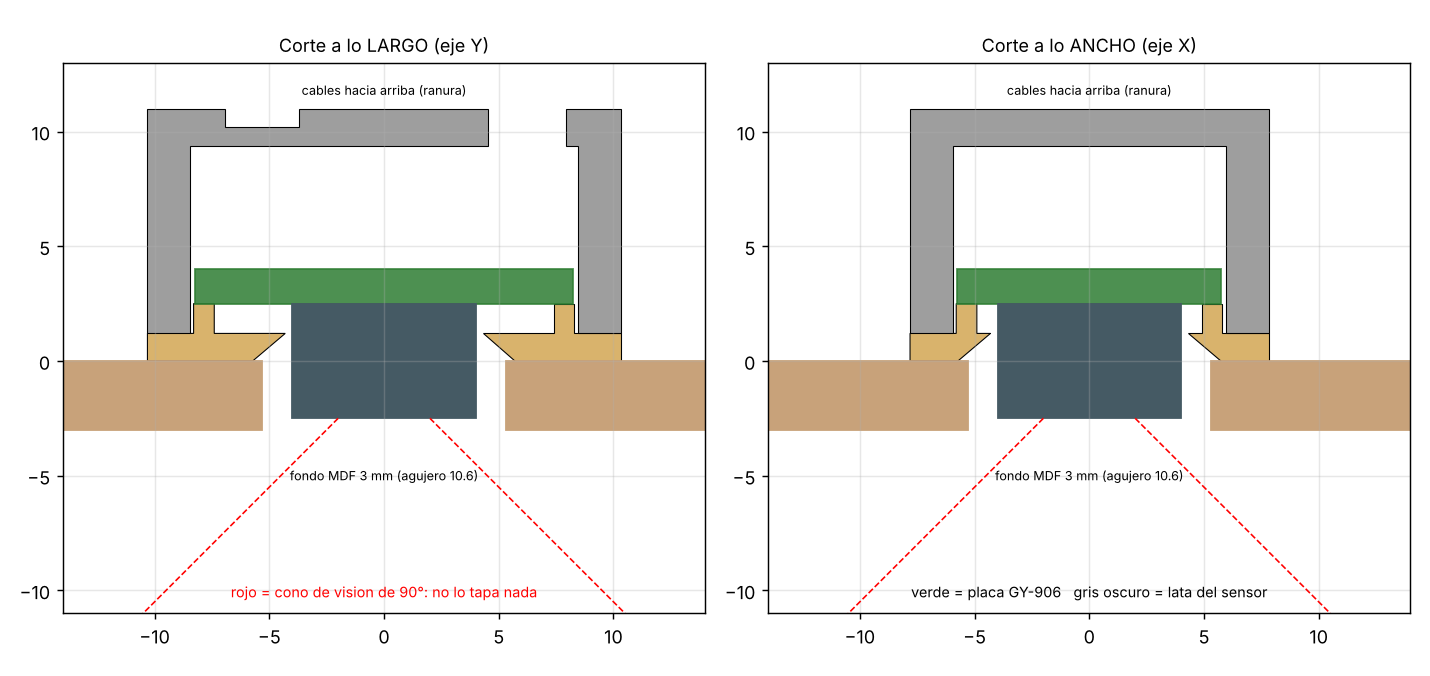 Corte a lo LARGO (eje Y)
cables hacia arriba (ranura)
10
5
0
−5
−10
fondo MDF 3 mm (agujero 10.6)
rojo = cono de vision de 90°: no lo tapa nada
−10
−5
0
5
10
Corte a lo ANCHO (eje X)
cables hacia arriba (ranura)
10
5
0
−5
−10
fondo MDF 3 mm (agujero 10.6)
verde = placa GY-906   gris oscuro = lata del sensor
−10
−5
0
5
10